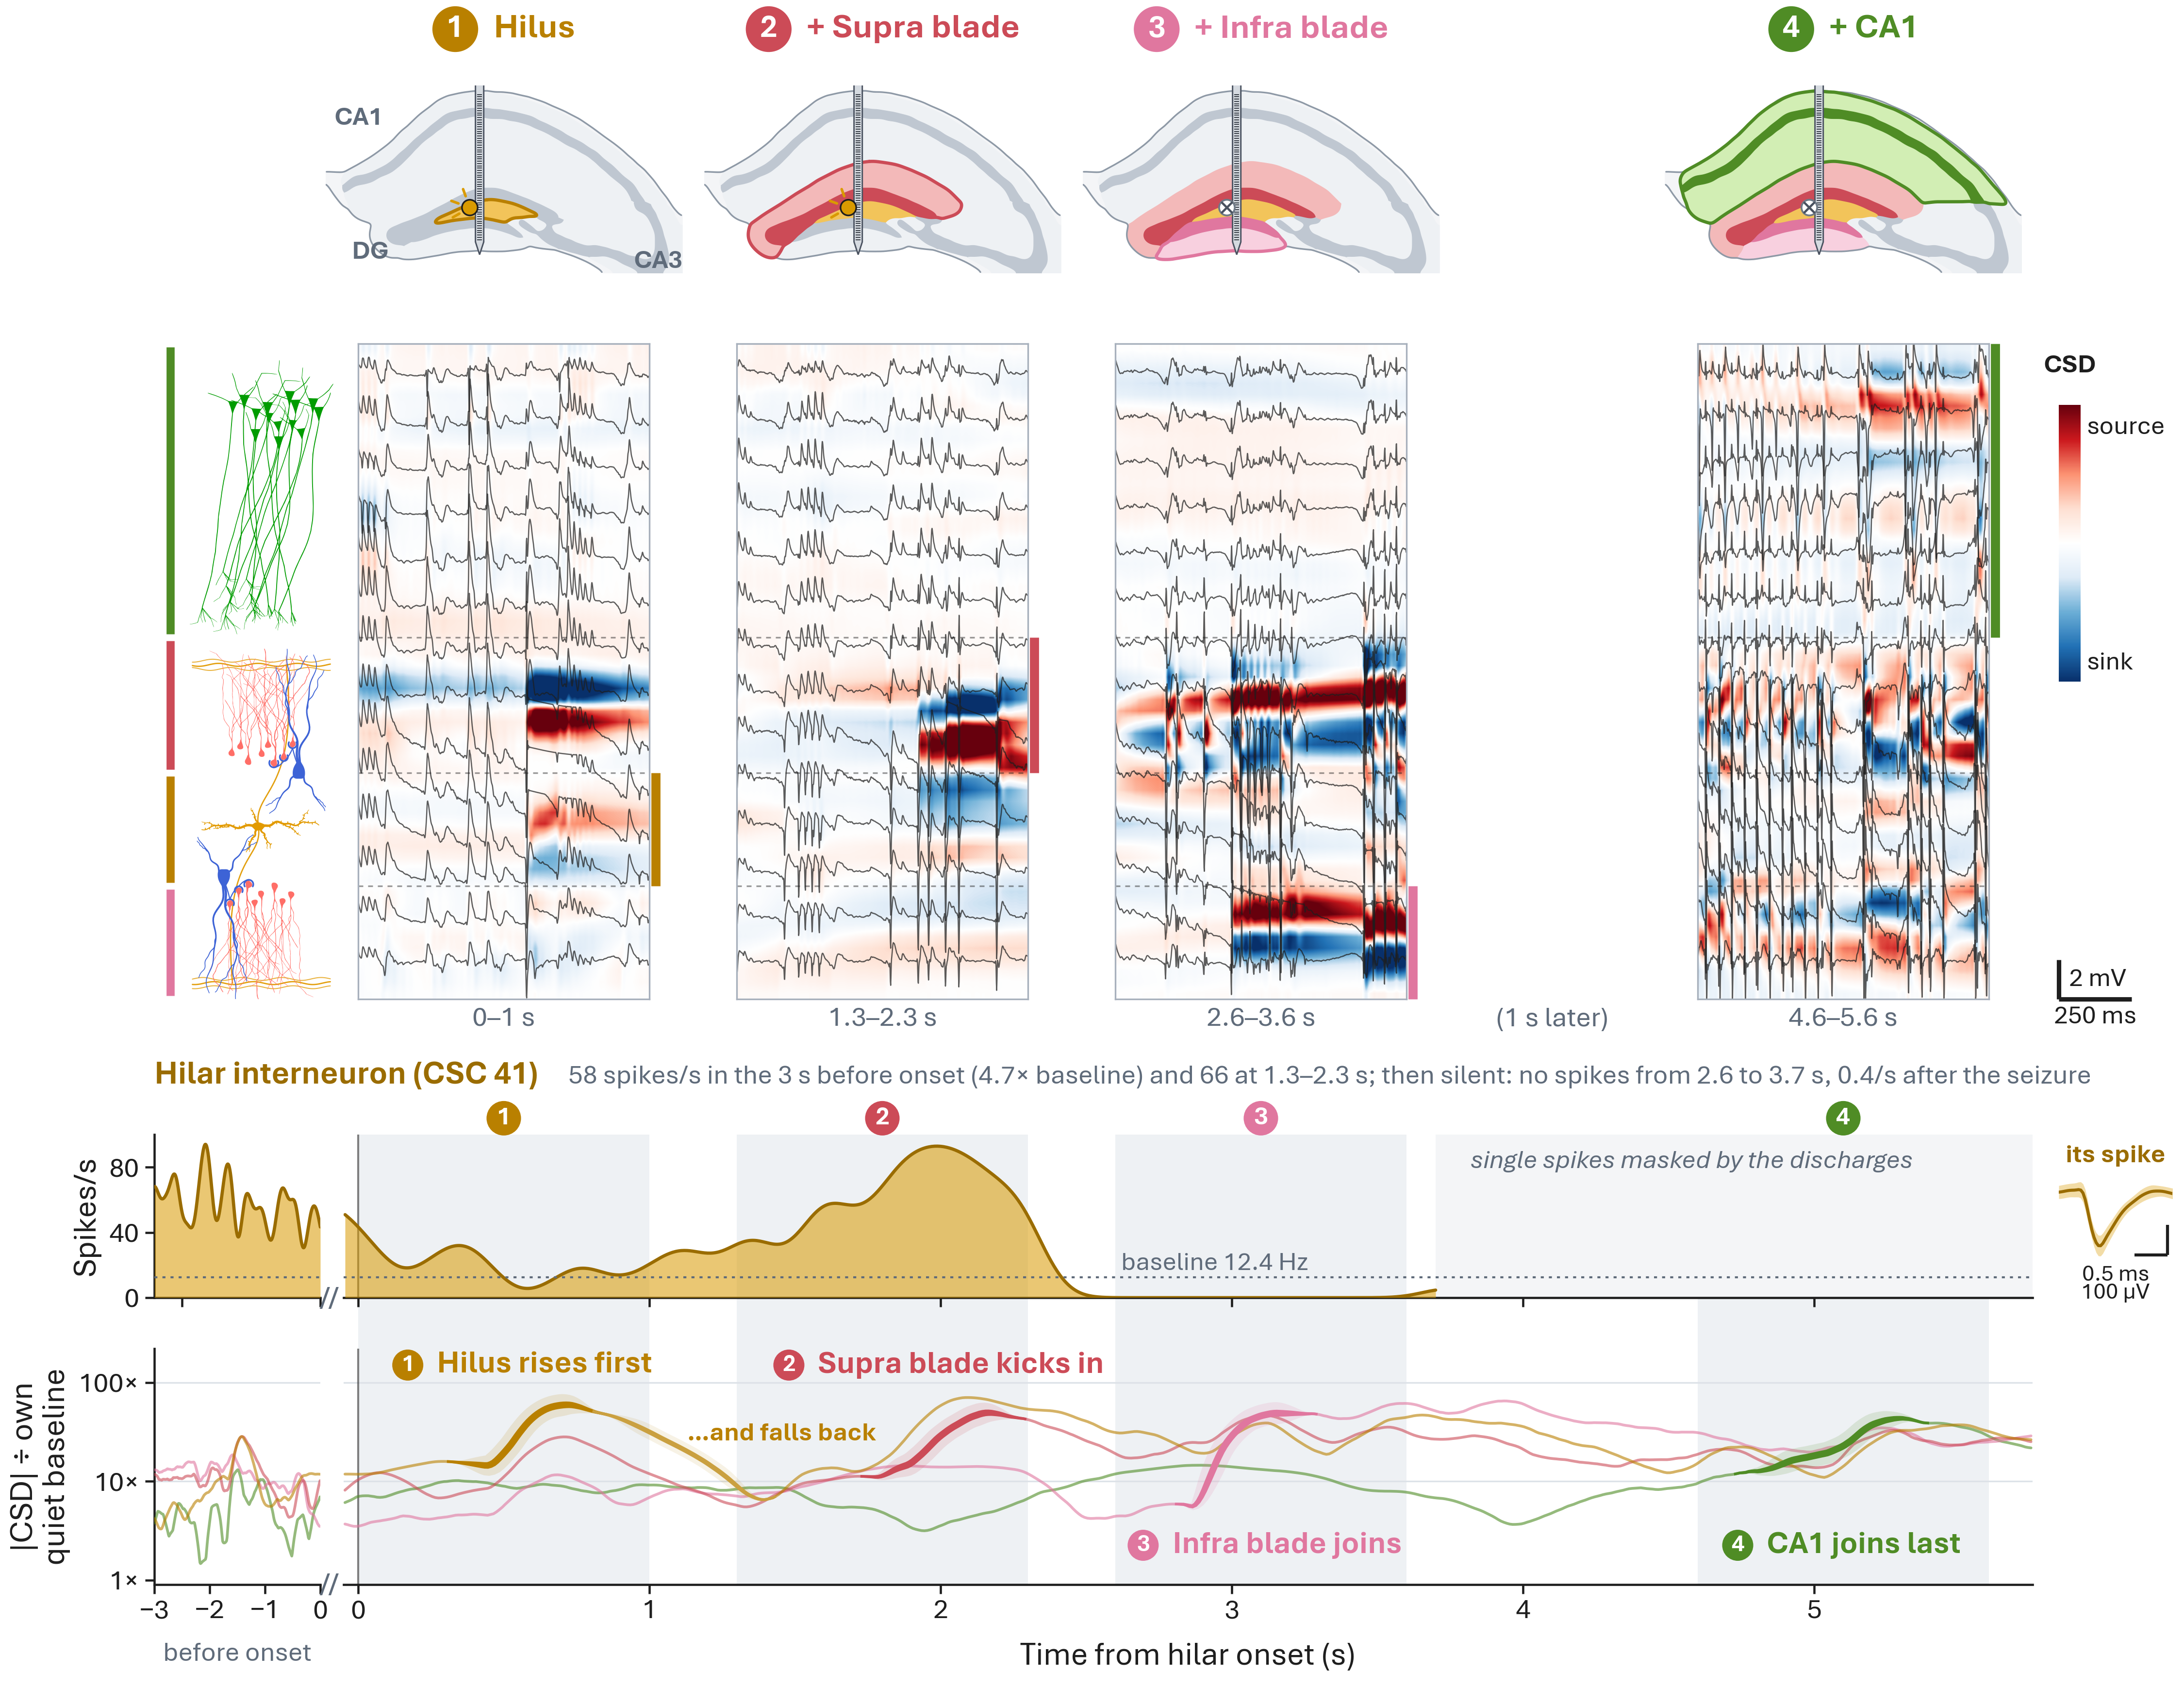 1 Hilus
2 + Supra blade
3 + Infra blade
4 + CA1
CA1
DG
CA3
CSD
source
sink
2 mV
250 ms
0–1 s
1.3–2.3 s
2.6–3.6 s
(1 s later)
4.6–5.6 s
Hilar interneuron (CSC 41) 58 spikes/s in the 3 s before onset (4.7× baseline) and 66 at 1.3–2.3 s; then silent: no spikes from 2.6 to 3.7 s, 0.4/s after the seizure
1
2
3
4
Spikes/s
80
40
0
single spikes masked by the discharges
baseline 12.4 Hz
its spike
0.5 ms
100 µV
|CSD| ÷ own
quiet baseline
100×
10×
1×
1 Hilus rises first
...and falls back
2 Supra blade kicks in
3 Infra blade joins
4 CA1 joins last
−3 −2 −1 0 0 1 2 3 4 5
before onset
Time from hilar onset (s)